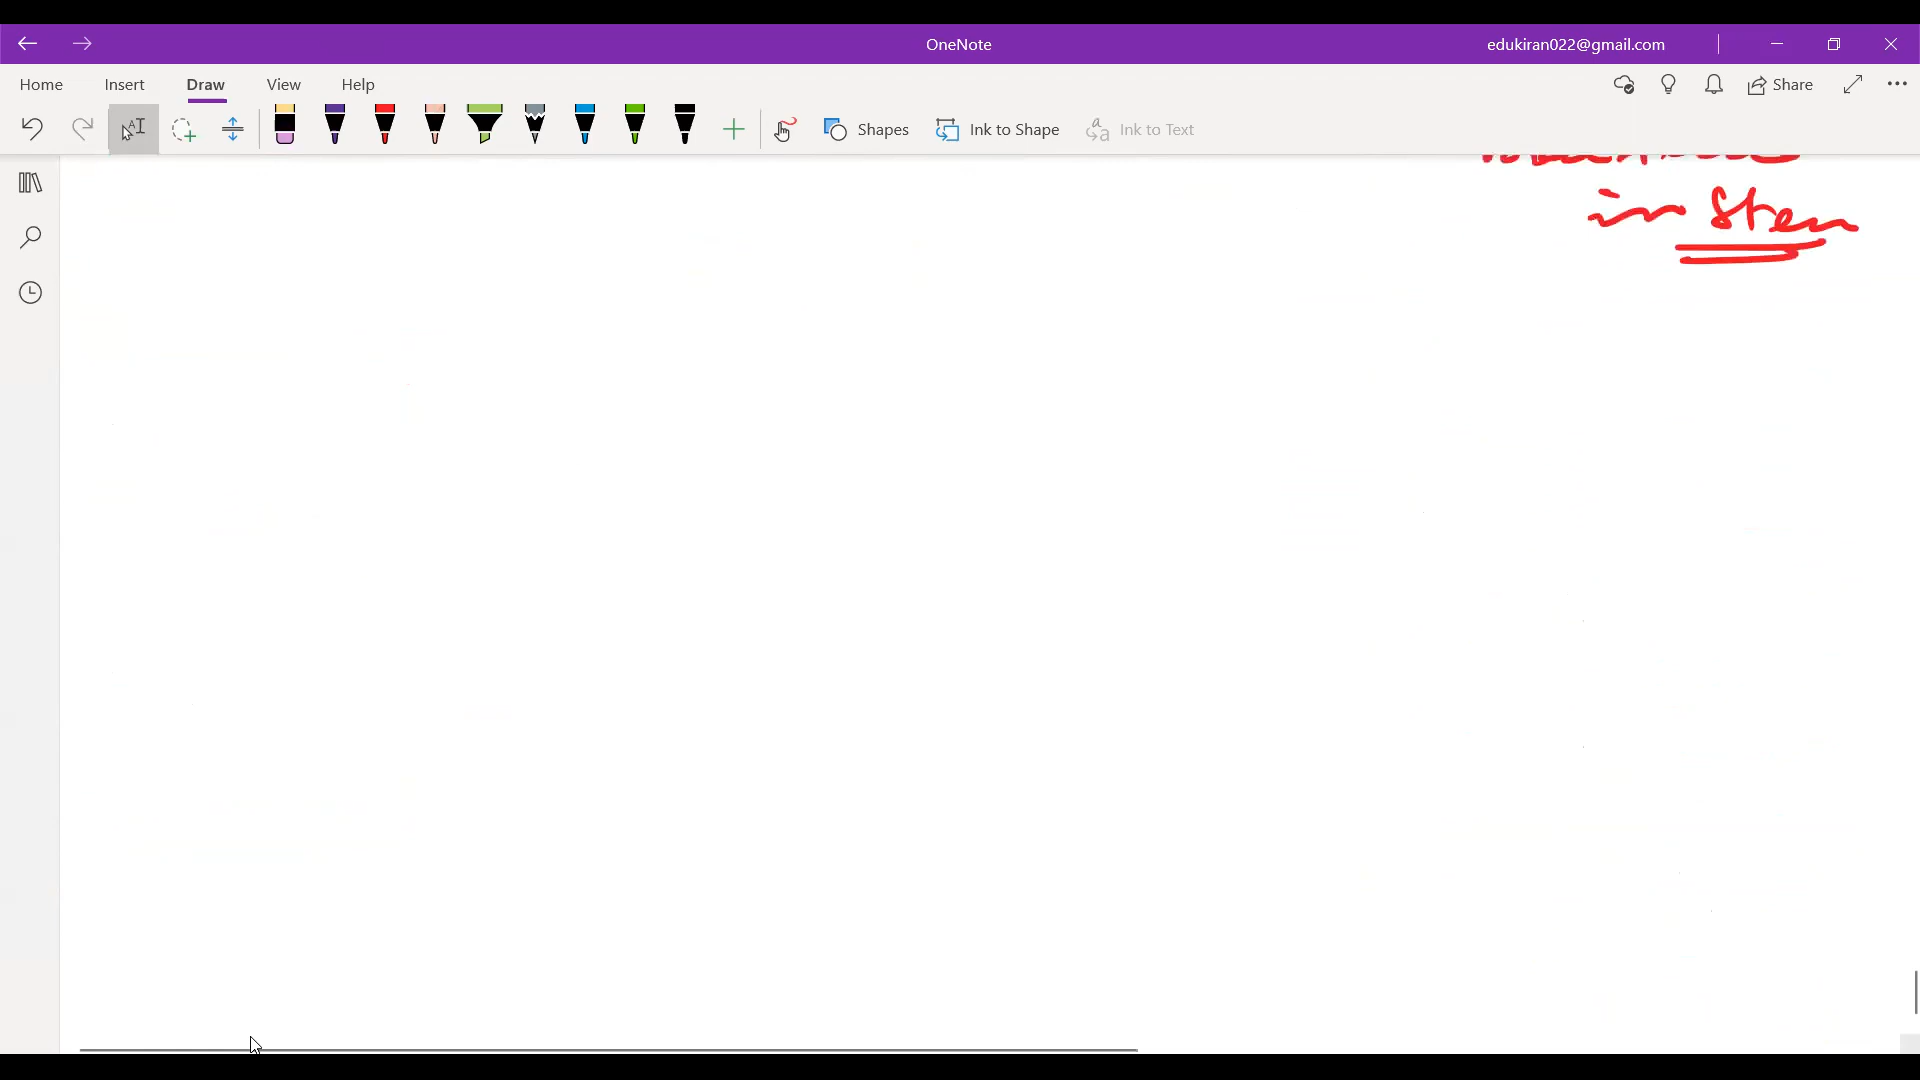 OneNote
edukiran022@gmail.com
Home Insert Draw View Help
Share
Shapes
Ink to Shape
Ink to Text
in Stem